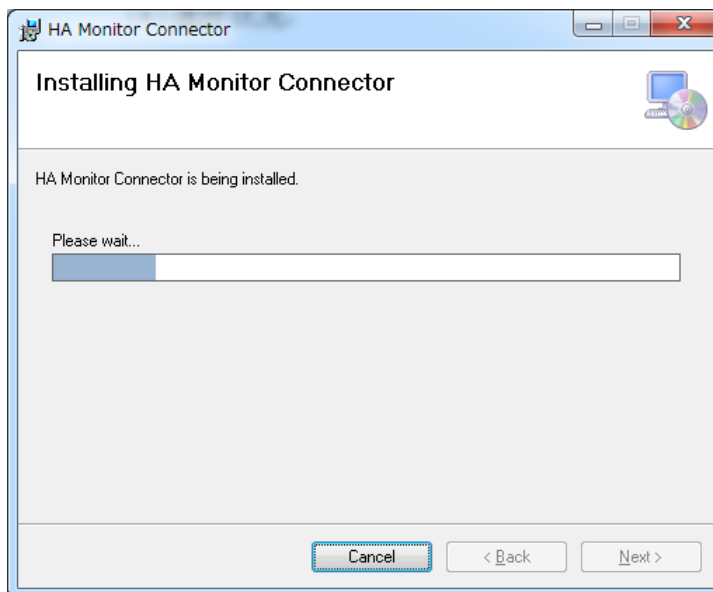 HA Monitor Connector
Installing HA Monitor Connector
HA Monitor Connector is being installed.
Please wait...
Cancel
< Back
Next >